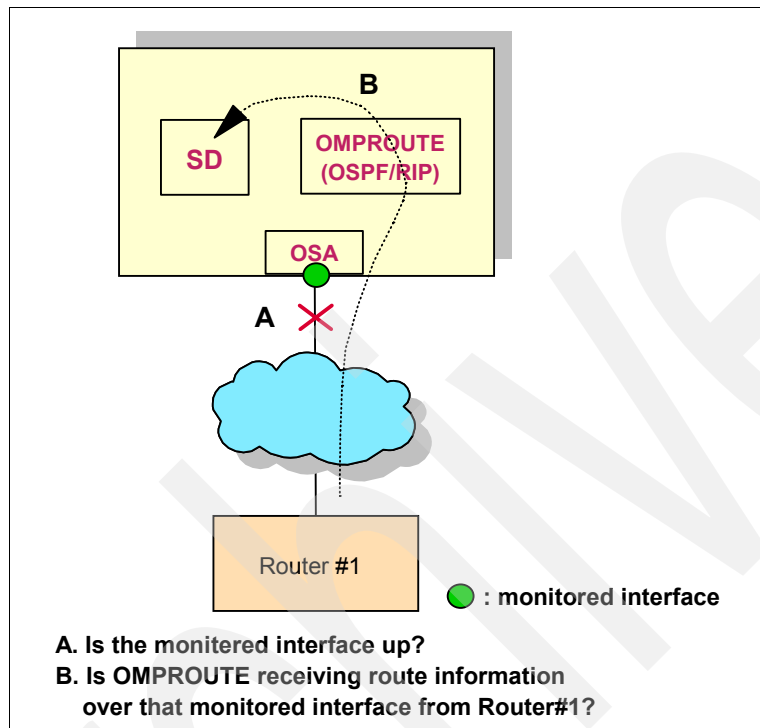 B
SD
OMPROUTE
(OSPF/RIP)
OSA
A
Router #1
: monitored interface
A. Is the monitered interface up?
B. Is OMPROUTE receiving route information
over that monitored interface from Router#1?